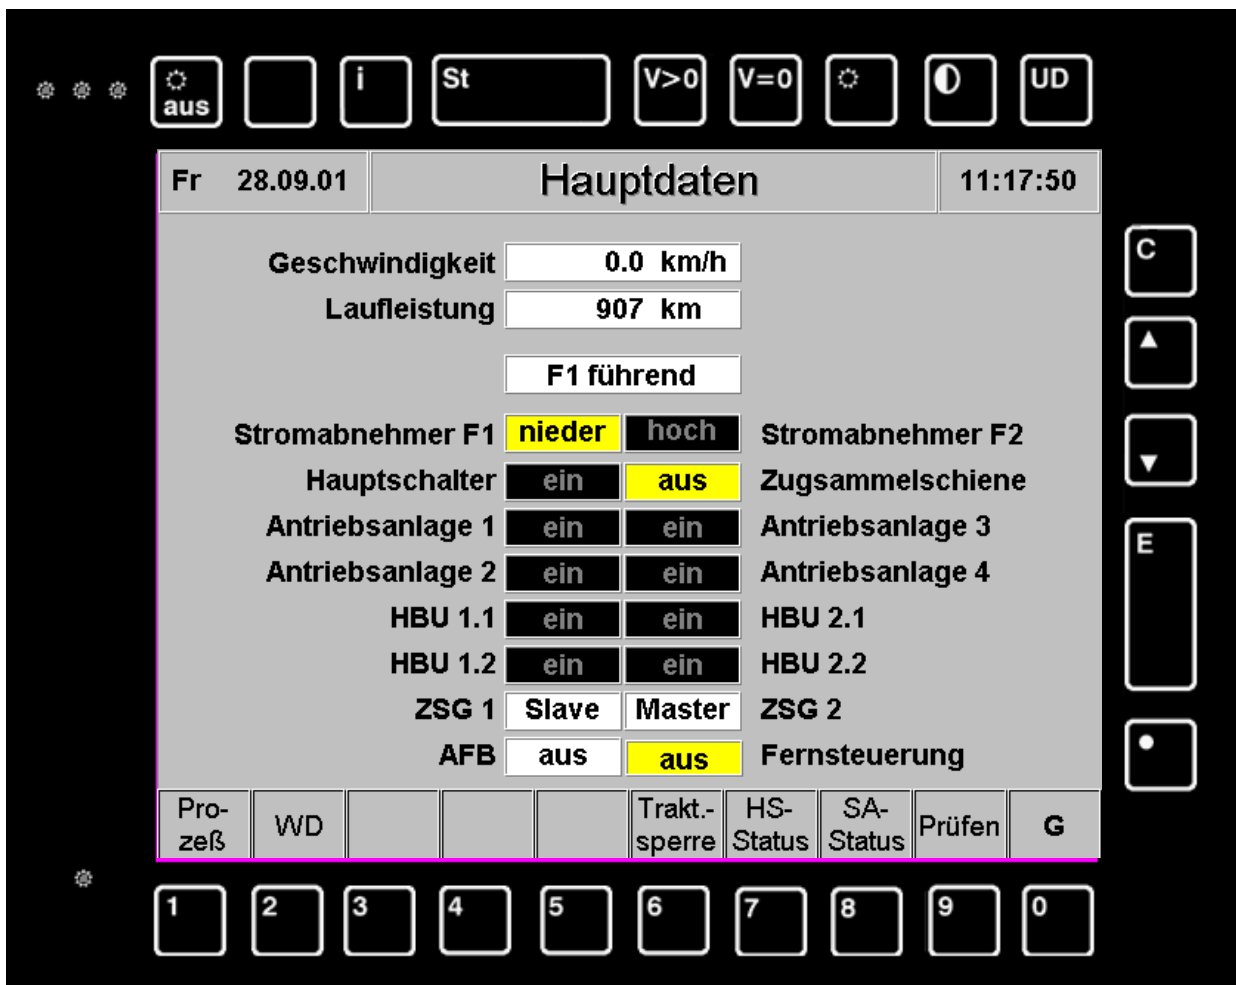 aus
i
St
V>0
V=0
UD
Fr 28.09.01
Hauptdaten
11:17:50
Geschwindigkeit 0.0 km/h
Laufleistung 907 km
F1 führend
Stromabnehmer F1 nieder hoch Stromabnehmer F2
Hauptschalter ein aus Zugsammelschiene
Antriebsanlage 1 ein ein Antriebsanlage 3
Antriebsanlage 2 ein ein Antriebsanlage 4
HBU 1.1 ein ein HBU 2.1
HBU 1.2 ein ein HBU 2.2
ZSG 1 Slave Master ZSG 2
AFB aus aus Fernsteuerung
C
E
Pro-
zeß
WD
Trakt.-
sperre
HS-
Status
SA-
Status
Prüfen
G
1 2 3 4 5 6 7 8 9 0